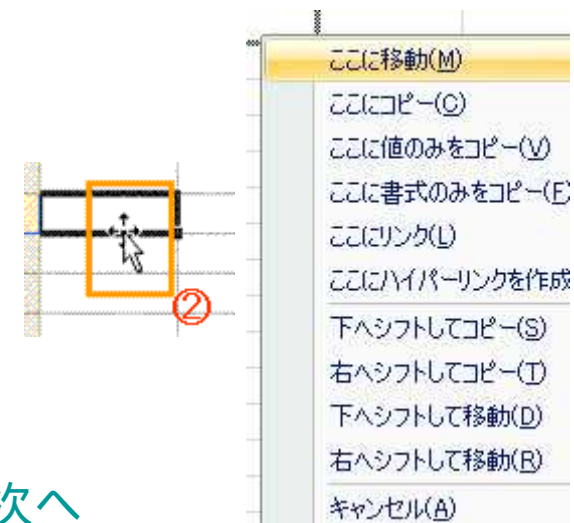 ここに移動(M)
ここにコピー(C)
ここに値のみをコピー(V)
ここに書式のみをコピー(F)
ここにリンク(L)
ここにハイパーリンクを作成
②
下へシフトしてコピー(S)
右へシフトしてコピー(T)
下へシフトして移動(D)
右へシフトして移動(R)
キャンセル(A)
次へ